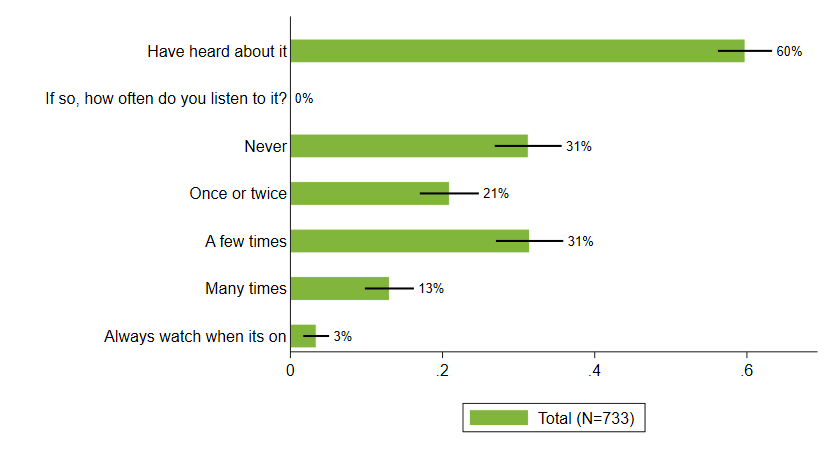 Have heard about it 60%
If so, how often do you listen to it? 0%
Never 31%
Once or twice 21%
A few times 31%
Many times 13%
Always watch when its on 3%
0 .2 .4 .6
Total (N=733)